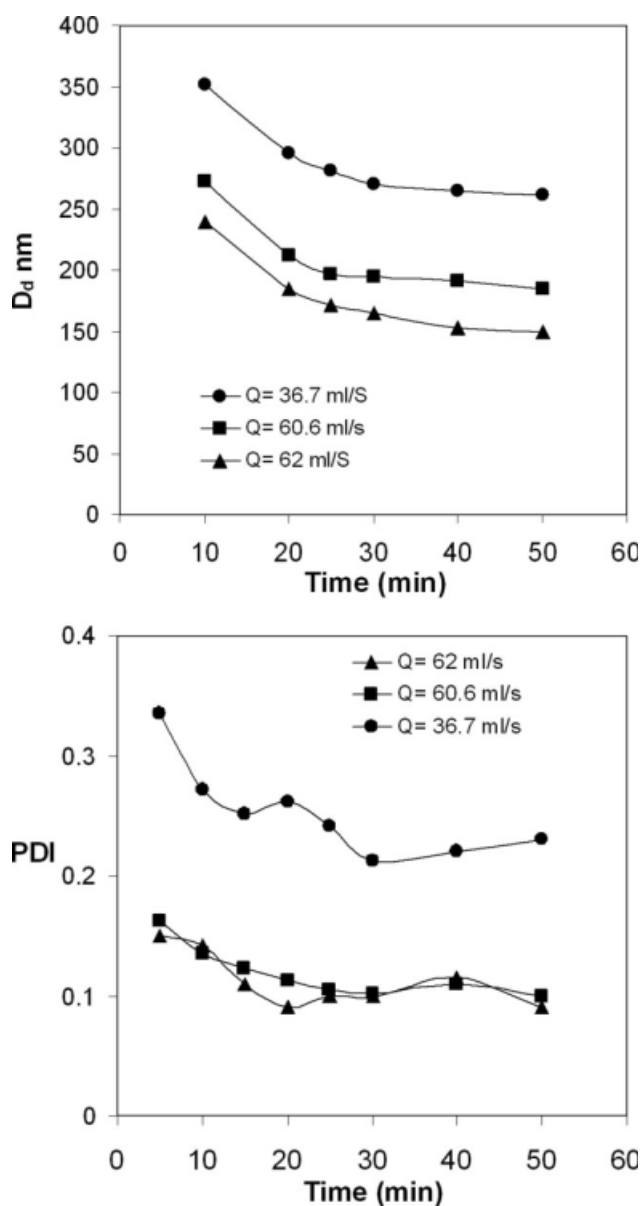 400
350
300
250
200
150
100
50
0
D_d nm
Q= 36.7 ml/S
Q= 60.6 ml/s
Q= 62 ml/S
0 10 20 30 40 50 60
Time (min)
0.4
0.3
0.2
0.1
0
PDI
Q= 62 ml/s
Q= 60.6 ml/s
Q= 36.7 ml/s
0 10 20 30 40 50 60
Time (min)